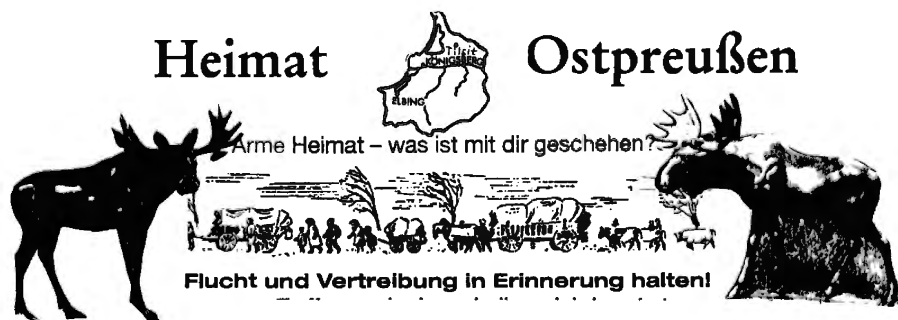 Heimat Ostpreußen
Tilsit
KÖNIGSBERG
ELBING
Arme Heimat – was ist mit dir geschehen?
Flucht und Vertreibung in Erinnerung halten!